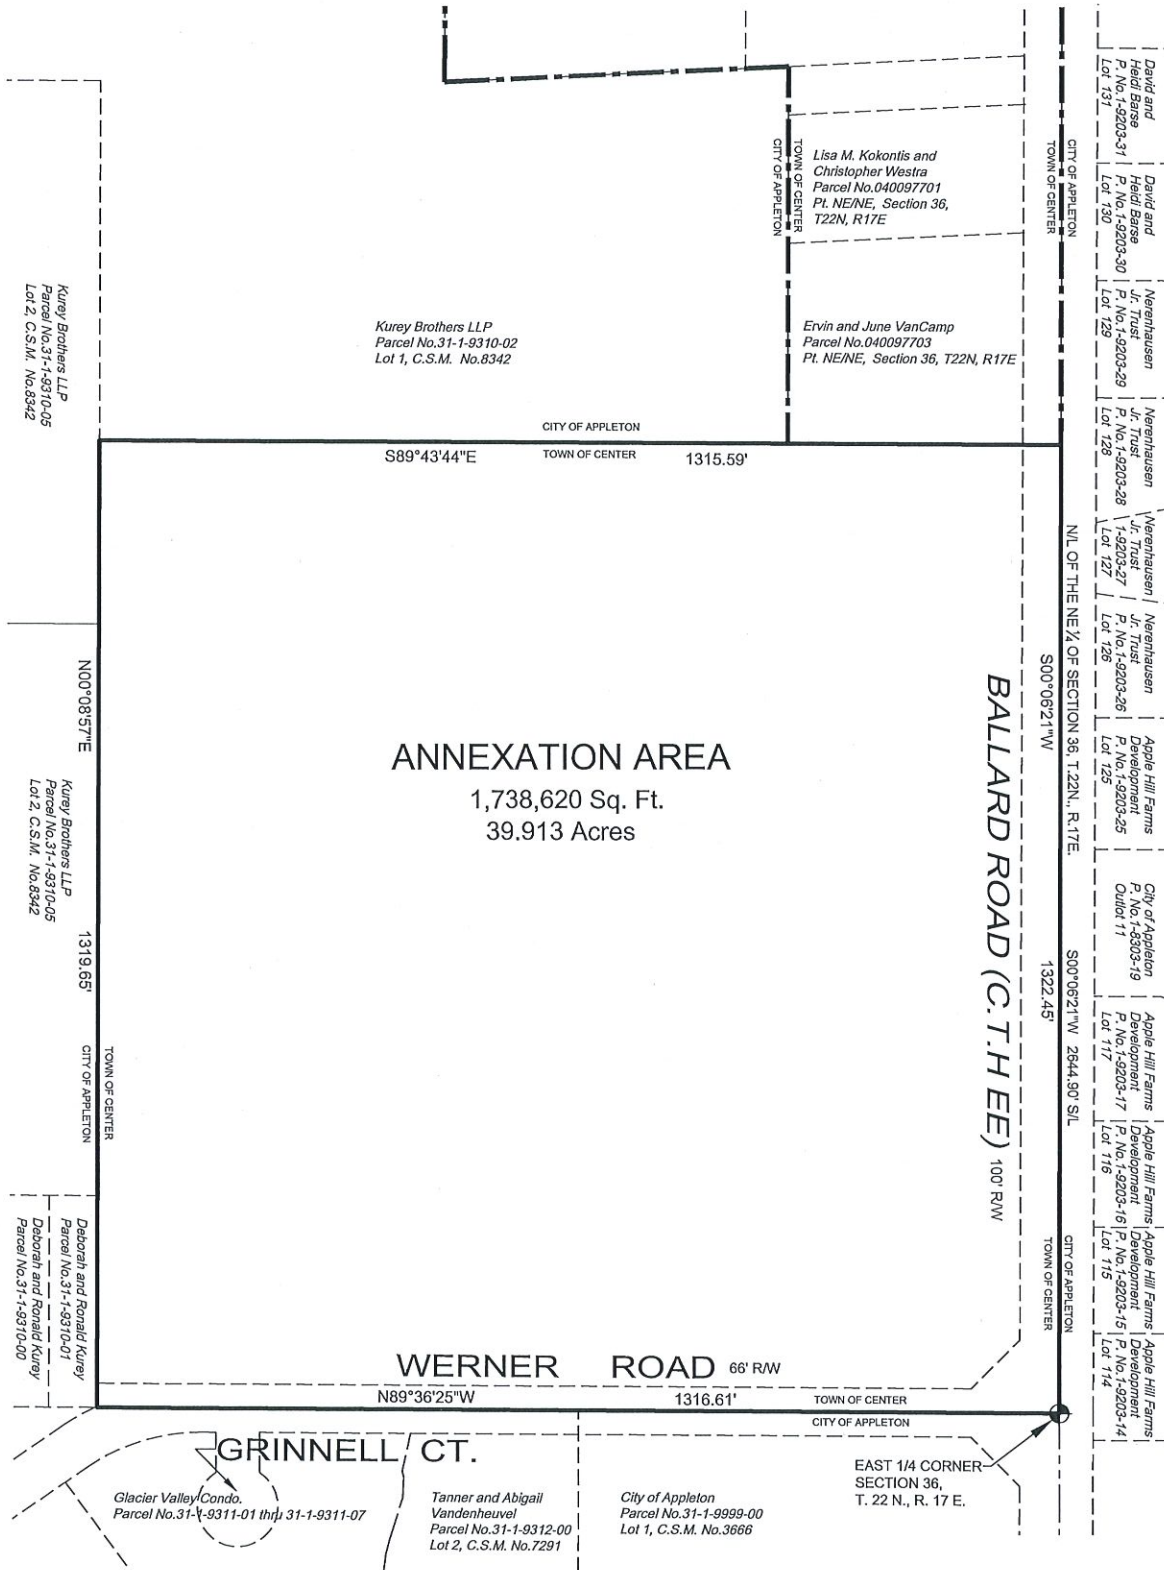 David and
Heidi Barse
P. No.1-9203-31
Lot 131
David and
Heidi Barse
P. No.1-9203-30
Lot 130
Nerenhausen
Jr. Trust
P. No.1-9203-29
Lot 129
Nerenhausen
Jr. Trust
P. No.1-9203-28
Lot 128
Nerenhausen
Jr. Trust
1-9203-27
Lot 127
Nerenhausen
Jr. Trust
P. No.1-9203-26
Lot 126
Apple Hill Farms
Development
P. No.1-9203-25
Lot 125
City of Appleton
P. No.1-8303-19
Outlot 11
Apple Hill Farms
Development
P. No.1-9203-17
Lot 117
Apple Hill Farms
Development
P. No.1-9203-16
Lot 116
Apple Hill Farms
Development
P. No.1-9203-15
Lot 115
Apple Hill Farms
Development
P. No.1-9203-14
Lot 114
CITY OF APPLETON
TOWN OF CENTER
TOWN OF CENTER
CITY OF APPLETON
Lisa M. Kokontis and
Christopher Westra
Parcel No.040097701
Pt. NE/NE, Section 36,
T22N, R17E
Kurey Brothers LLP
Parcel No.31-1-9310-05
Lot 2, C.S.M. No.8342
Kurey Brothers LLP
Parcel No.31-1-9310-02
Lot 1, C.S.M. No.8342
Ervin and June VanCamp
Parcel No.040097703
Pt. NE/NE, Section 36, T22N, R17E
CITY OF APPLETON
S89°43'44"E TOWN OF CENTER 1315.59'
N/L OF THE NE¼ OF SECTION 36, T.22N., R.17E.
S00°06'21"W 2644.90' S/L
S00°06'21"W
1322.45'
BALLARD ROAD (C.T.H EE) 100' R/W
N00°08'57"E
1319.65'
ANNEXATION AREA
1,738,620 Sq. Ft.
39.913 Acres
Kurey Brothers LLP
Parcel No.31-1-9310-05
Lot 2, C.S.M. No.8342
TOWN OF CENTER
CITY OF APPLETON
CITY OF APPLETON
TOWN OF CENTER
Deborah and Ronald Kurey
Parcel No.31-1-9310-01
Deborah and Ronald Kurey
Parcel No.31-1-9310-00
WERNER ROAD 66' R/W
N89°36'25"W 1316.61' TOWN OF CENTER
CITY OF APPLETON
GRINNELL CT.
EAST 1/4 CORNER
SECTION 36,
T. 22 N., R. 17 E.
Glacier Valley Condo.
Parcel No.31-1-9311-01 thru 31-1-9311-07
Tanner and Abigail
Vandenheuvel
Parcel No.31-1-9312-00
Lot 2, C.S.M. No.7291
City of Appleton
Parcel No.31-1-9999-00
Lot 1, C.S.M. No.3666